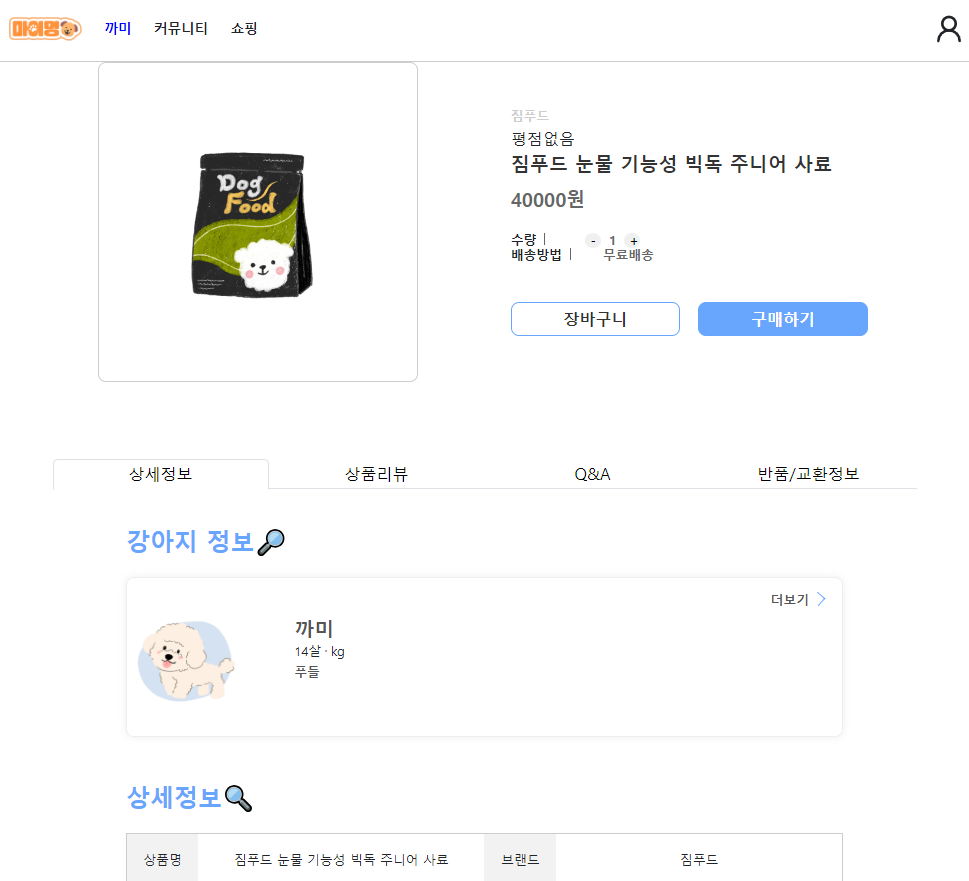 마이멍
까미 커뮤니티 쇼핑
Dog
Food
짐푸드
평점없음
짐푸드 눈물 기능성 빅독 주니어 사료
40000원
수량 | - 1 +
배송방법 | 무료배송
장바구니 구매하기
상세정보 상품리뷰 Q&A 반품/교환정보
강아지 정보
더보기
까미
14살 · kg
푸들
상세정보
상품명 짐푸드 눈물 기능성 빅독 주니어 사료 브랜드 짐푸드